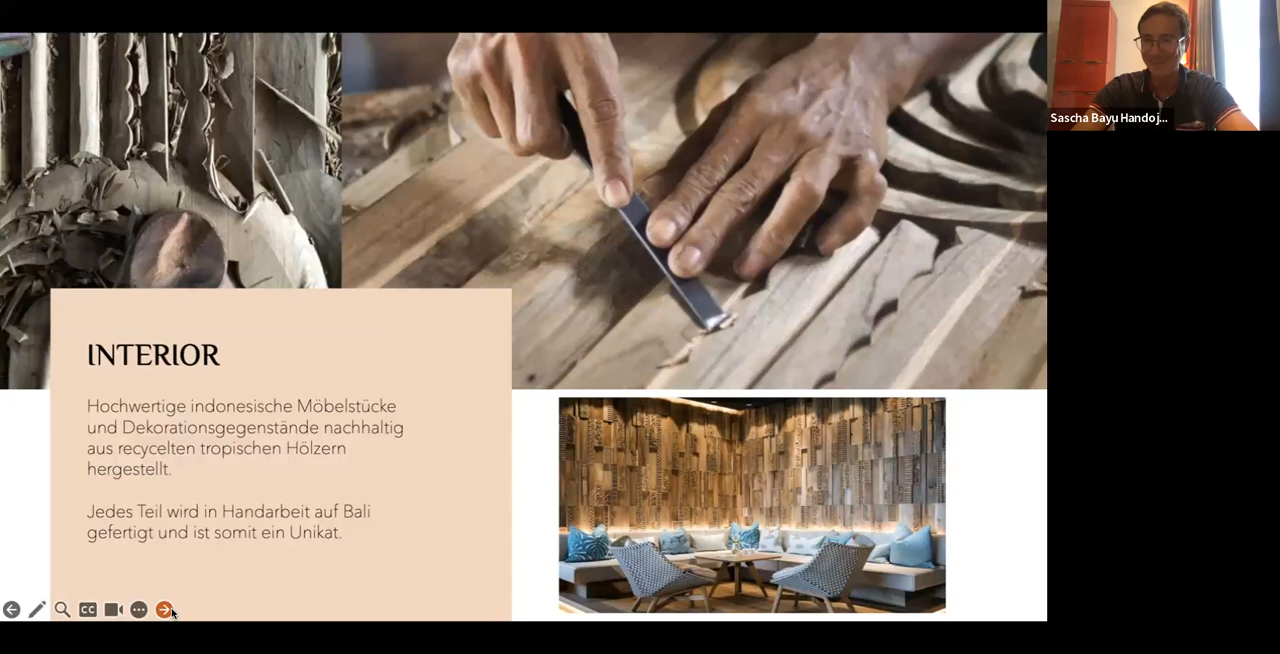 Sascha Bayu Handoj...
INTERIOR
Hochwertige indonesische Möbelstücke
und Dekorationsgegenstände nachhaltig
aus recycelten tropischen Hölzern
hergestellt.
Jedes Teil wird in Handarbeit auf Bali
gefertigt und ist somit ein Unikat.
CC